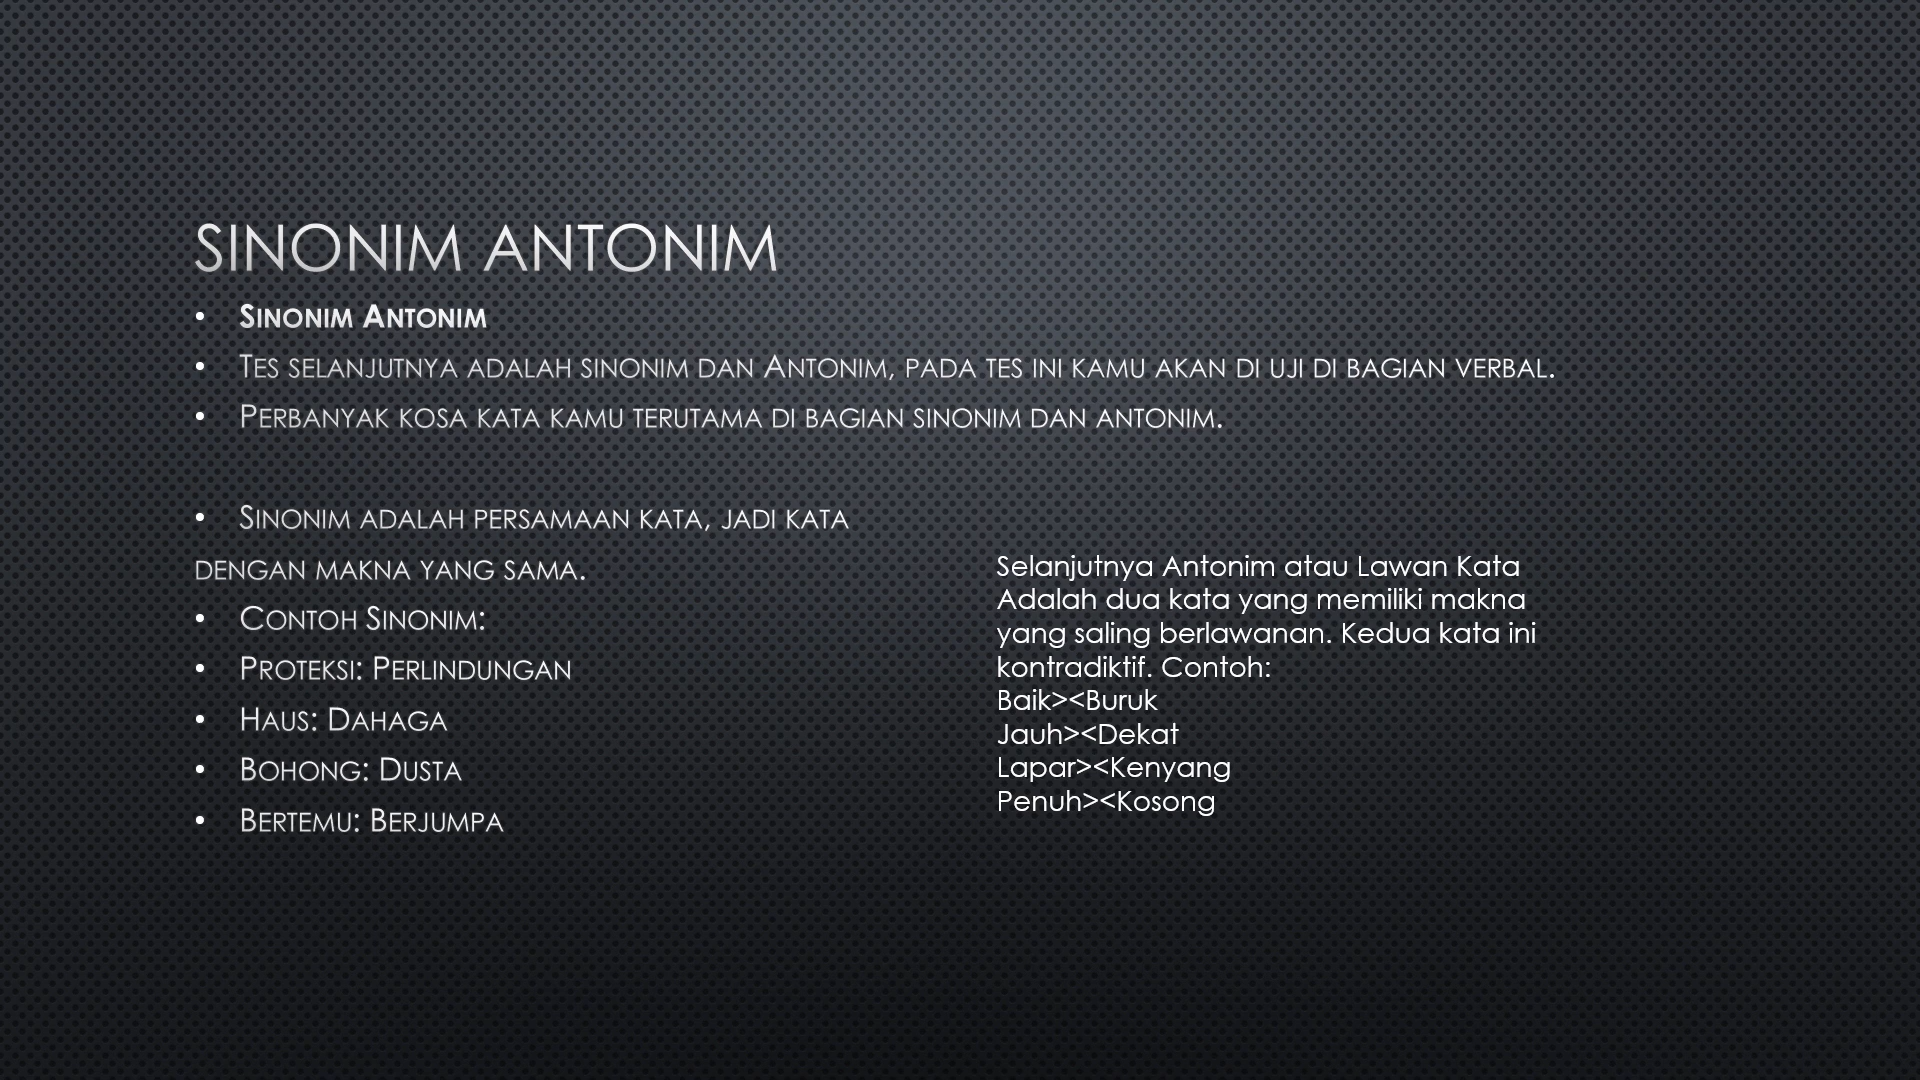 SINONIM ANTONIM
• Sinonim Antonim
• Tes selanjutnya adalah sinonim dan Antonim, pada tes ini kamu akan di uji di bagian verbal.
• Perbanyak kosa kata kamu terutama di bagian sinonim dan antonim.
• Sinonim adalah persamaan kata, jadi kata
dengan makna yang sama.
• Contoh Sinonim:
• Proteksi: Perlindungan
• Haus: Dahaga
• Bohong: Dusta
• Bertemu: Berjumpa
Selanjutnya Antonim atau Lawan Kata
Adalah dua kata yang memiliki makna
yang saling berlawanan. Kedua kata ini
kontradiktif. Contoh:
Baik><Buruk
Jauh><Dekat
Lapar><Kenyang
Penuh><Kosong